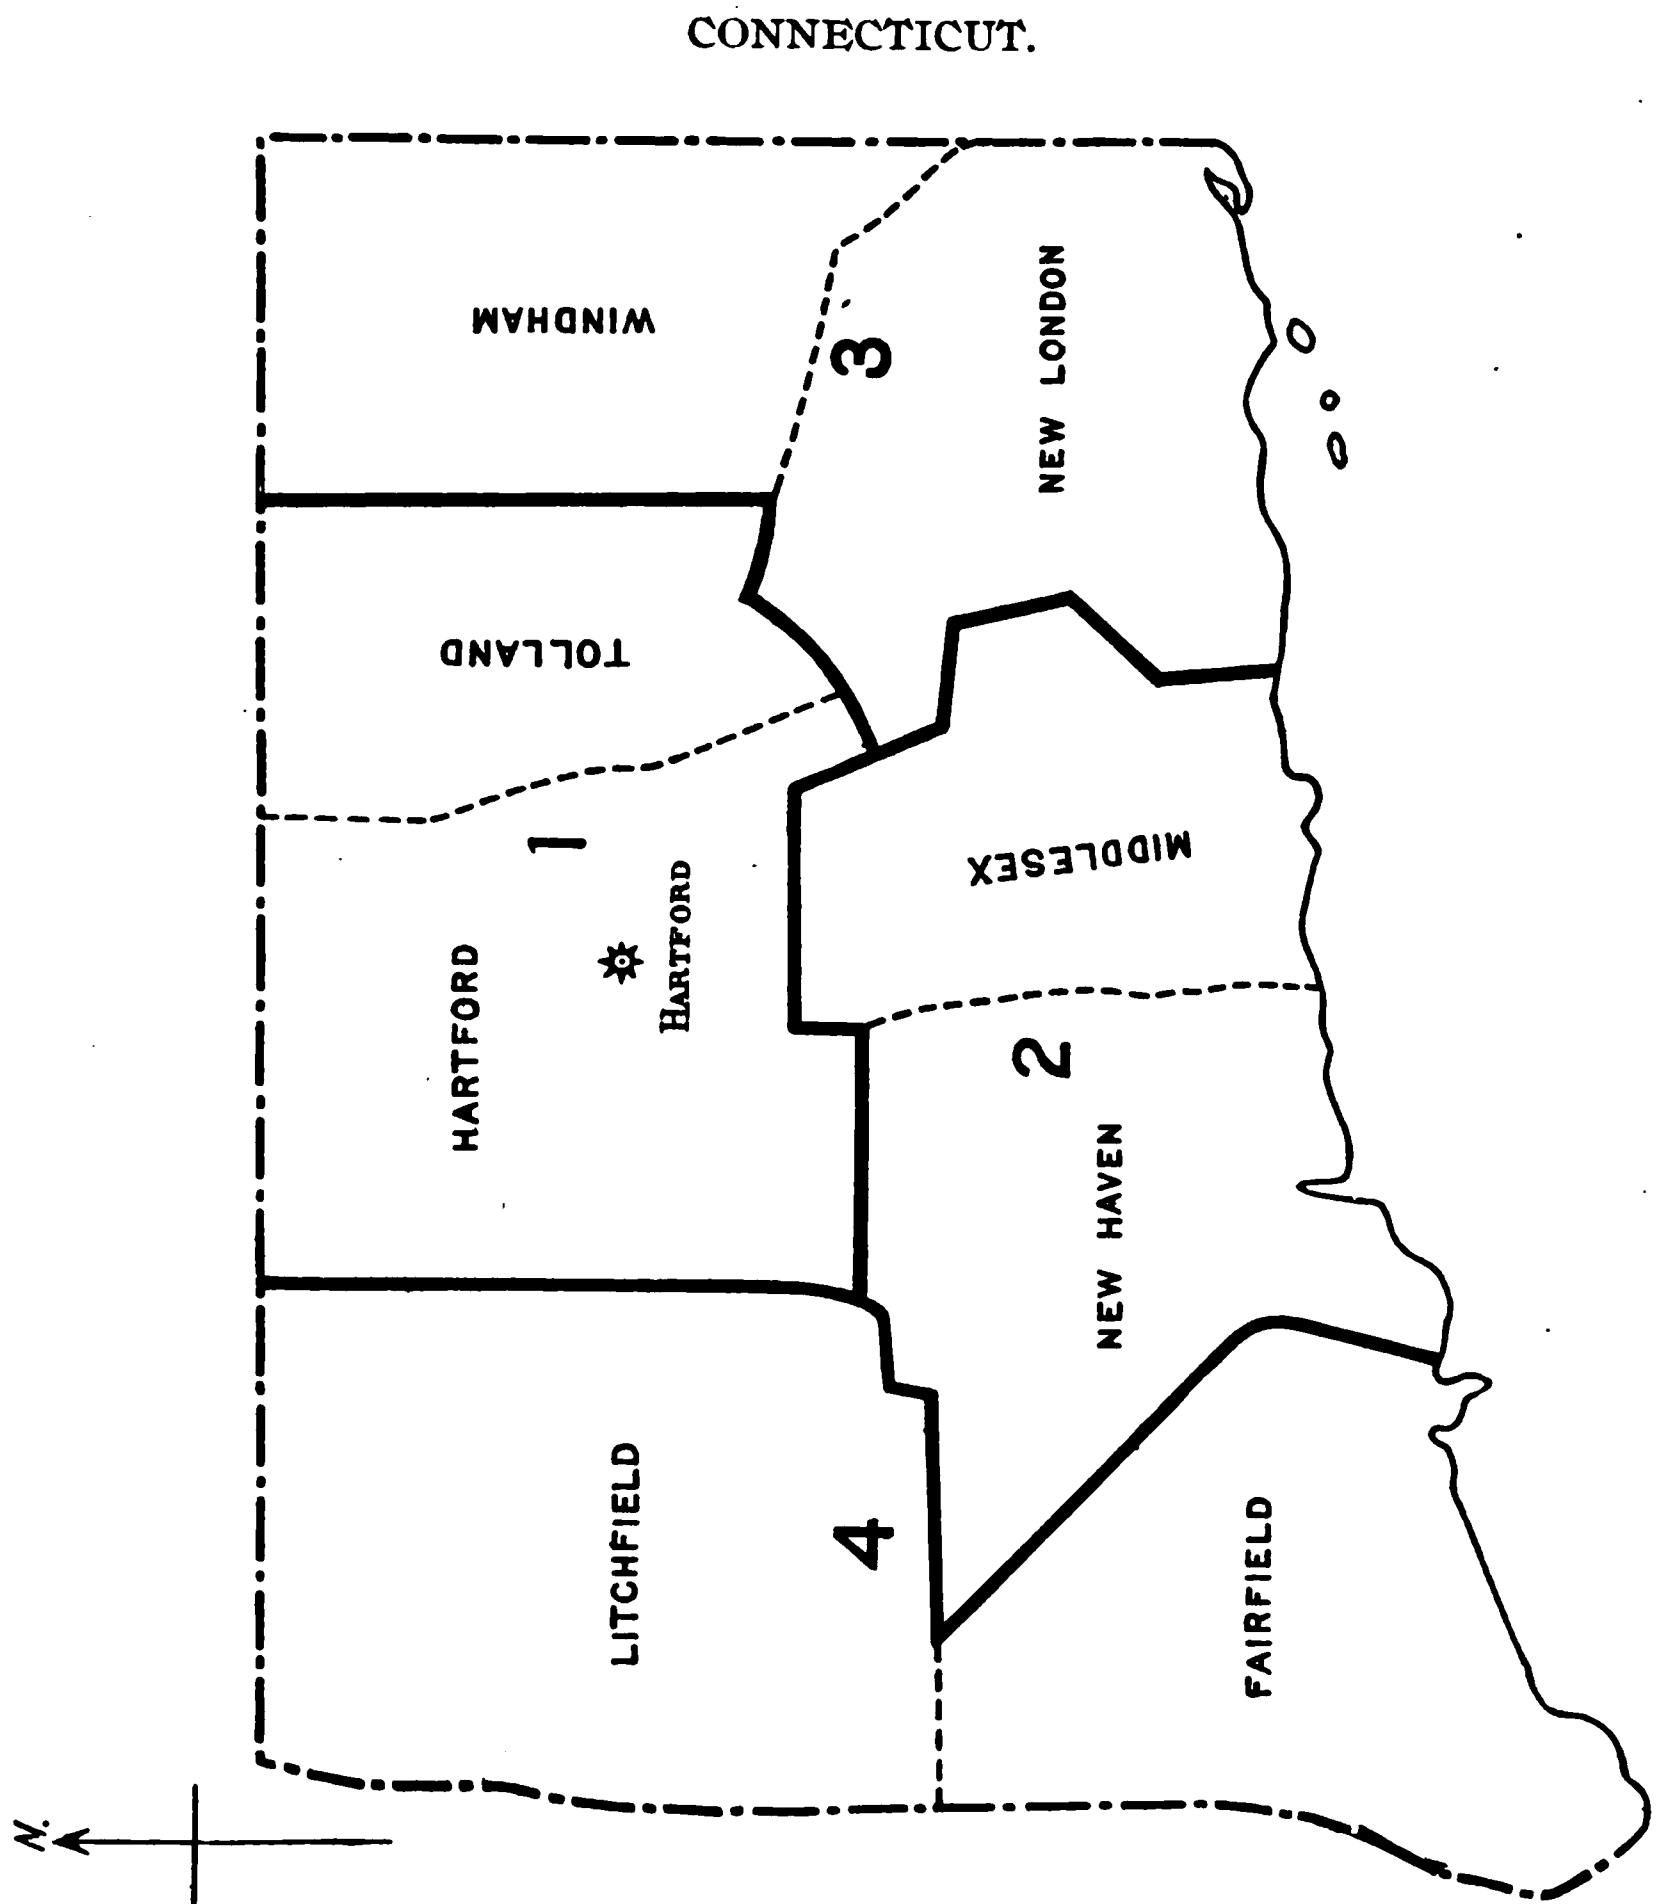 CONNECTICUT.
WINDHAM
3
NEW LONDON
TOLLAND
1
HARTFORD
HARTFORD
MIDDLESEX
2
NEW HAVEN
LITCHFIELD
4
FAIRFIELD
N.